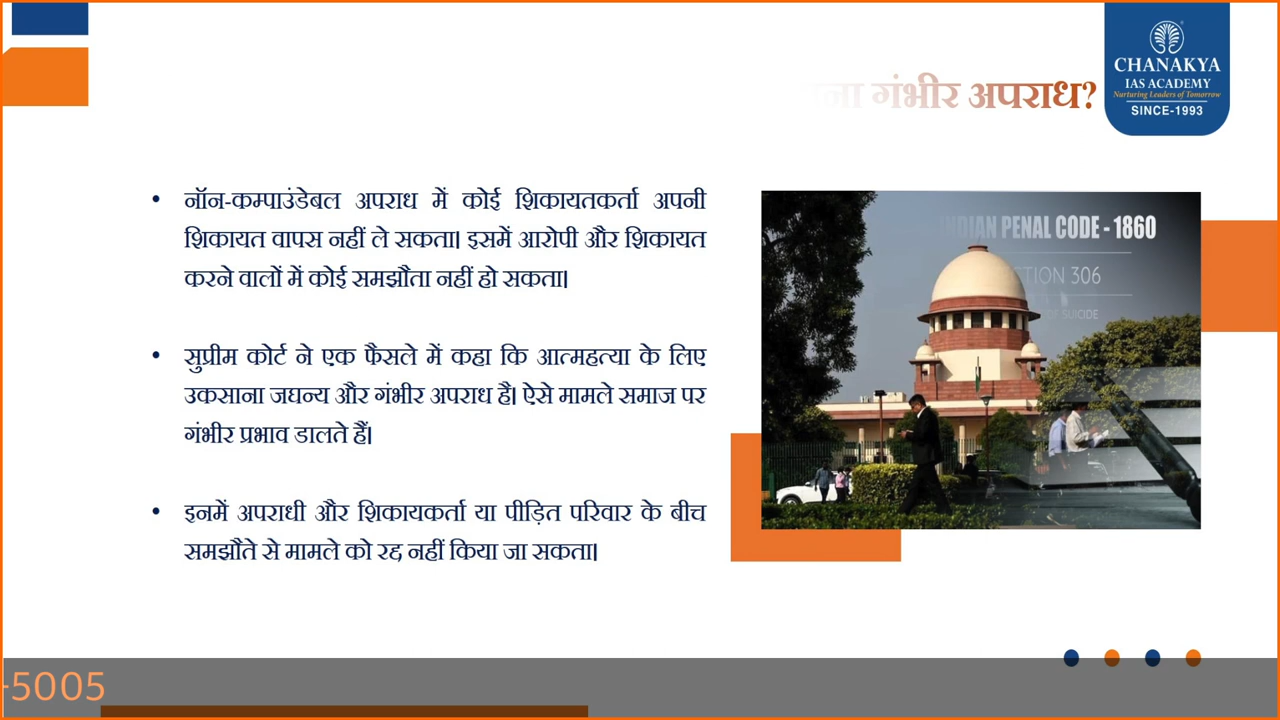 गंभीर अपराध?
CHANAKYA
IAS ACADEMY
Nurturing Leaders of Tomorrow
SINCE-1993
• नॉन-कम्पाउंडेबल अपराध में कोई शिकायतकर्ता अपनी
शिकायत वापस नहीं ले सकता। इसमें आरोपी और शिकायत
करने वालों में कोई समझौता नहीं हो सकता।
• सुप्रीम कोर्ट ने एक फैसले में कहा कि आत्महत्या के लिए
उकसाना जघन्य और गंभीर अपराध है। ऐसे मामले समाज पर
गंभीर प्रभाव डालते हैं।
• इनमें अपराधी और शिकायकर्ता या पीड़ित परिवार के बीच
समझौते से मामले को रद्द नहीं किया जा सकता।
INDIAN PENAL CODE - 1860
306
OF SUICIDE
-5005